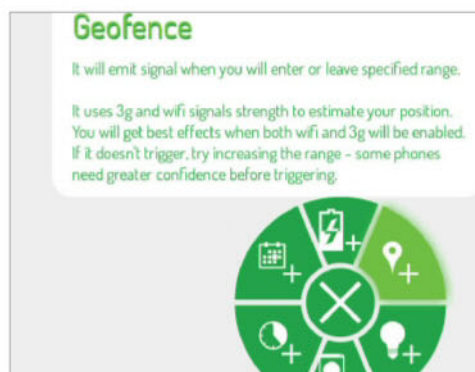 Geofence
It will emit signal when you will enter or leave specified range.
It uses 3g and wifi signals strength to estimate your position.
You will get best effects when both wifi and 3g will be enabled.
If it doesn't trigger, try increasing the range – some phones
need greater confidence before triggering.